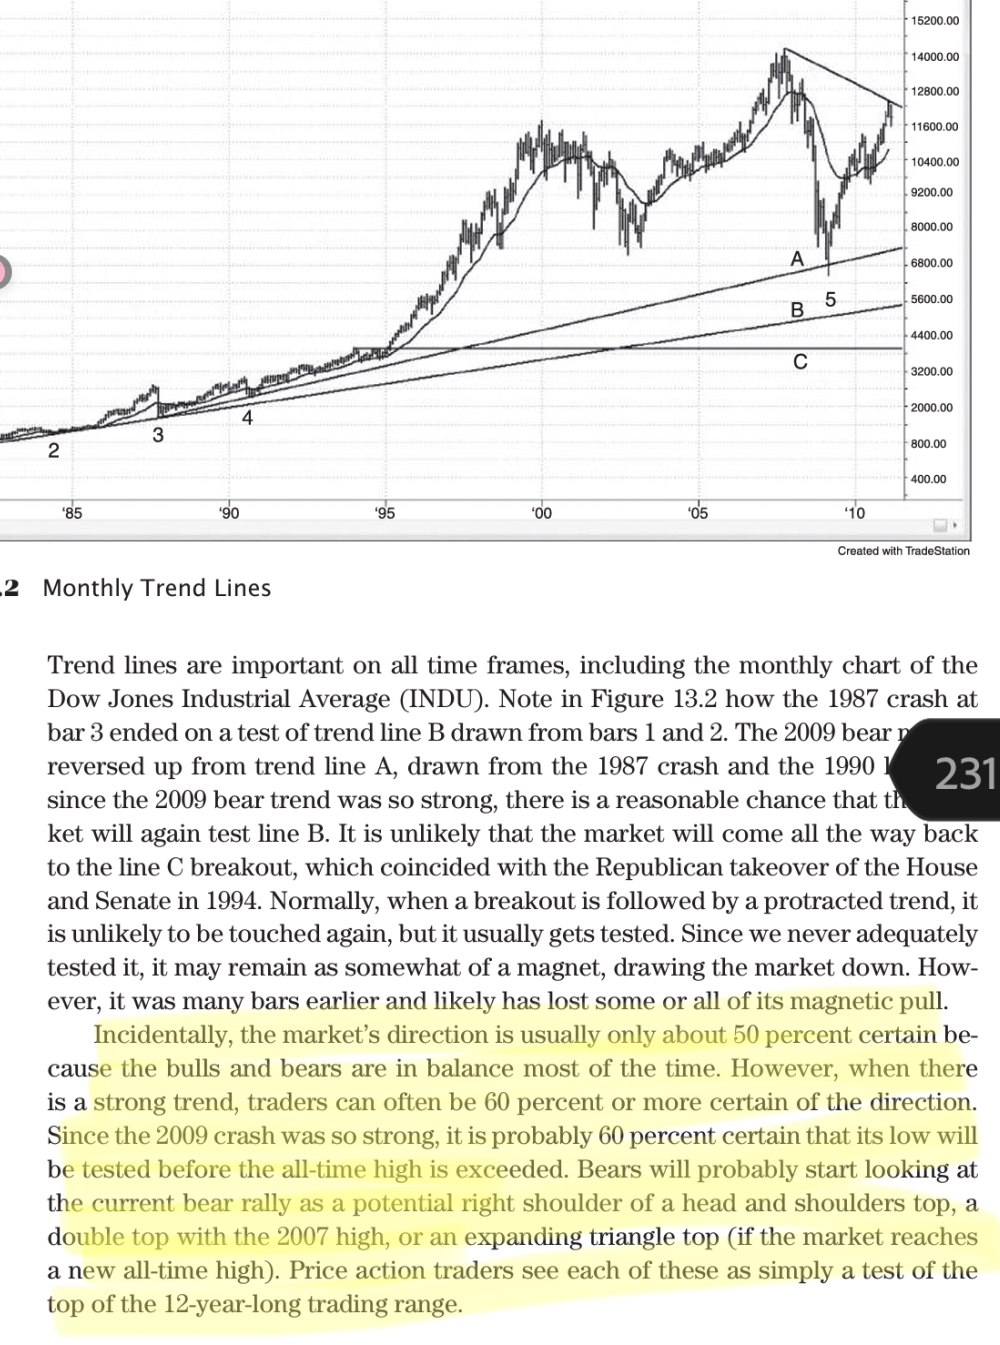 15200.00
14000.00
12800.00
11600.00
10400.00
9200.00
8000.00
A
6800.00
5
5600.00
B
4400.00
C
3200.00
4
2000.00
3
2
800.00
400.00
'85 '90 '95 '00 '05 '10
Created with TradeStation
.2 Monthly Trend Lines
Trend lines are important on all time frames, including the monthly chart of the
Dow Jones Industrial Average (INDU). Note in Figure 13.2 how the 1987 crash at
bar 3 ended on a test of trend line B drawn from bars 1 and 2. The 2009 bear
reversed up from trend line A, drawn from the 1987 crash and the 1990
231
since the 2009 bear trend was so strong, there is a reasonable chance that
ket will again test line B. It is unlikely that the market will come all the way back
to the line C breakout, which coincided with the Republican takeover of the House
and Senate in 1994. Normally, when a breakout is followed by a protracted trend, it
is unlikely to be touched again, but it usually gets tested. Since we never adequately
tested it, it may remain as somewhat of a magnet, drawing the market down. How-
ever, it was many bars earlier and likely has lost some or all of its magnetic pull.
Incidentally, the market's direction is usually only about 50 percent certain be-
cause the bulls and bears are in balance most of the time. However, when there
is a strong trend, traders can often be 60 percent or more certain of the direction.
Since the 2009 crash was so strong, it is probably 60 percent certain that its low will
be tested before the all-time high is exceeded. Bears will probably start looking at
the current bear rally as a potential right shoulder of a head and shoulders top, a
double top with the 2007 high, or an expanding triangle top (if the market reaches
a new all-time high). Price action traders see each of these as simply a test of the
top of the 12-year-long trading range.